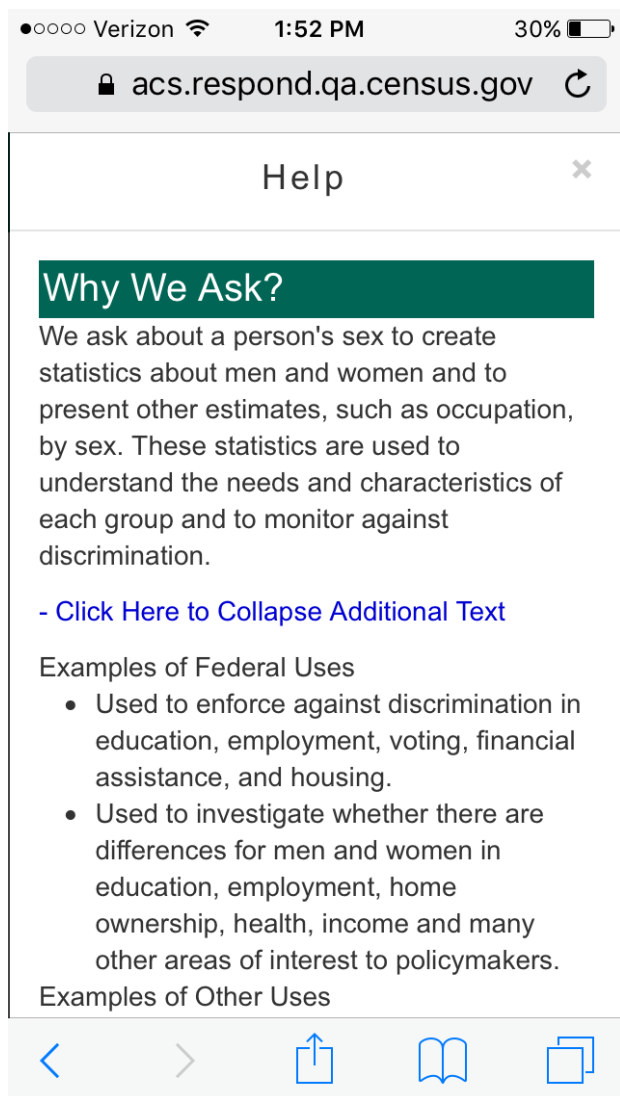 Verizon 1:52 PM 30%
acs.respond.qa.census.gov
Help ×
Why We Ask?
We ask about a person's sex to create
statistics about men and women and to
present other estimates, such as occupation,
by sex. These statistics are used to
understand the needs and characteristics of
each group and to monitor against
discrimination.
- Click Here to Collapse Additional Text
Examples of Federal Uses
• Used to enforce against discrimination in
education, employment, voting, financial
assistance, and housing.
• Used to investigate whether there are
differences for men and women in
education, employment, home
ownership, health, income and many
other areas of interest to policymakers.
Examples of Other Uses